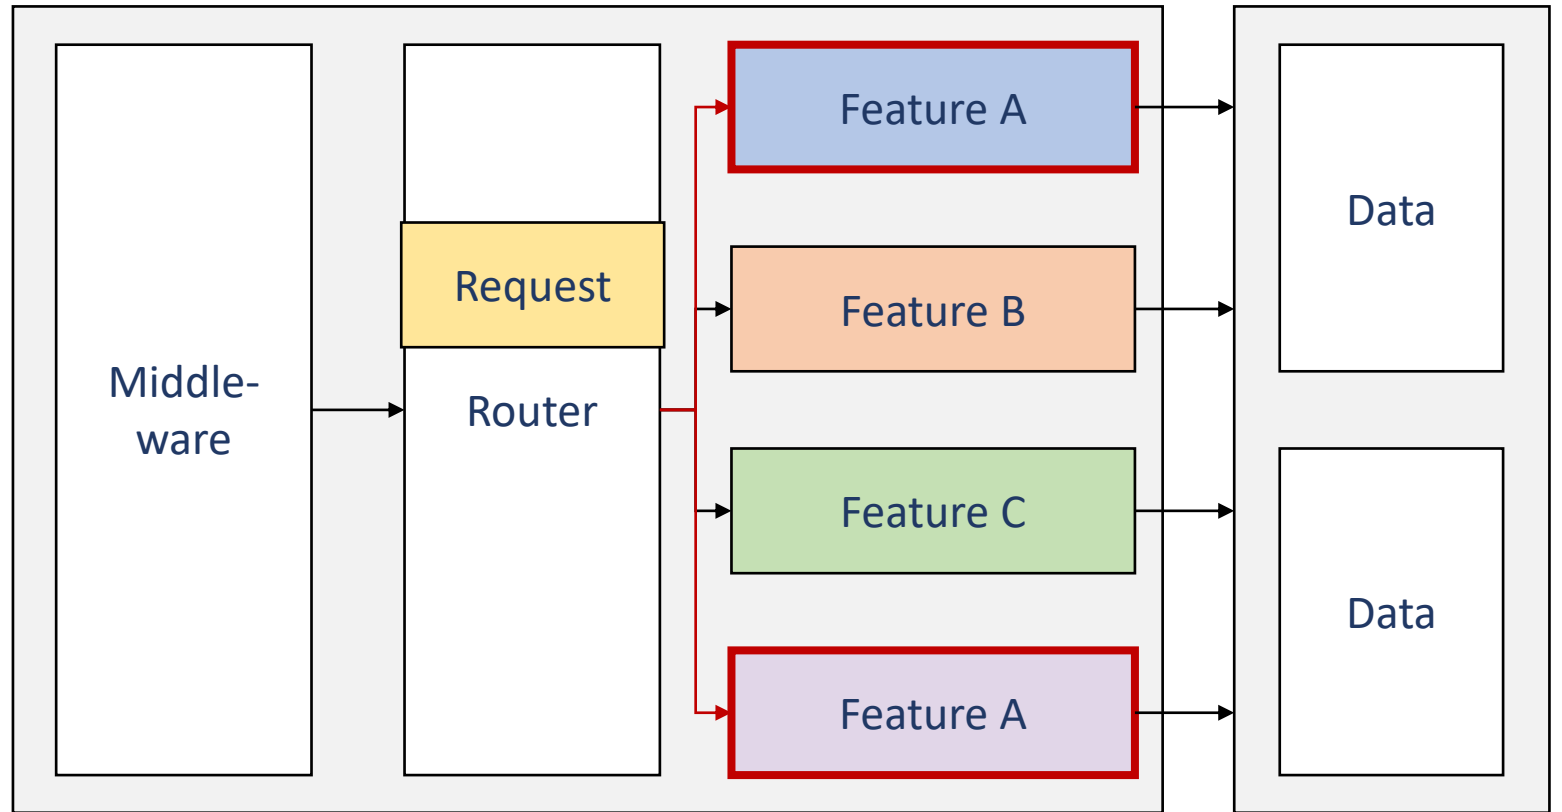 Middle-
ware
Request
Router
Feature A
Feature B
Feature C
Feature A
Data
Data